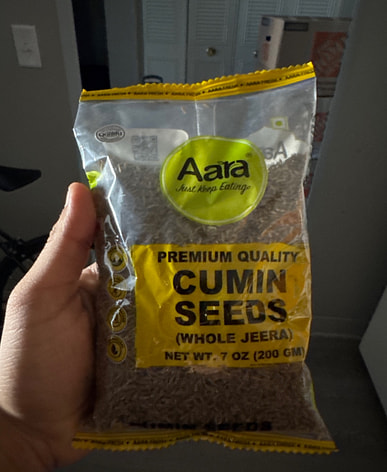 Aara
Just Keep Eating
PREMIUM QUALITY
CUMIN
SEEDS
(WHOLE JEERA)
NET WT. 7 OZ (200 GM)